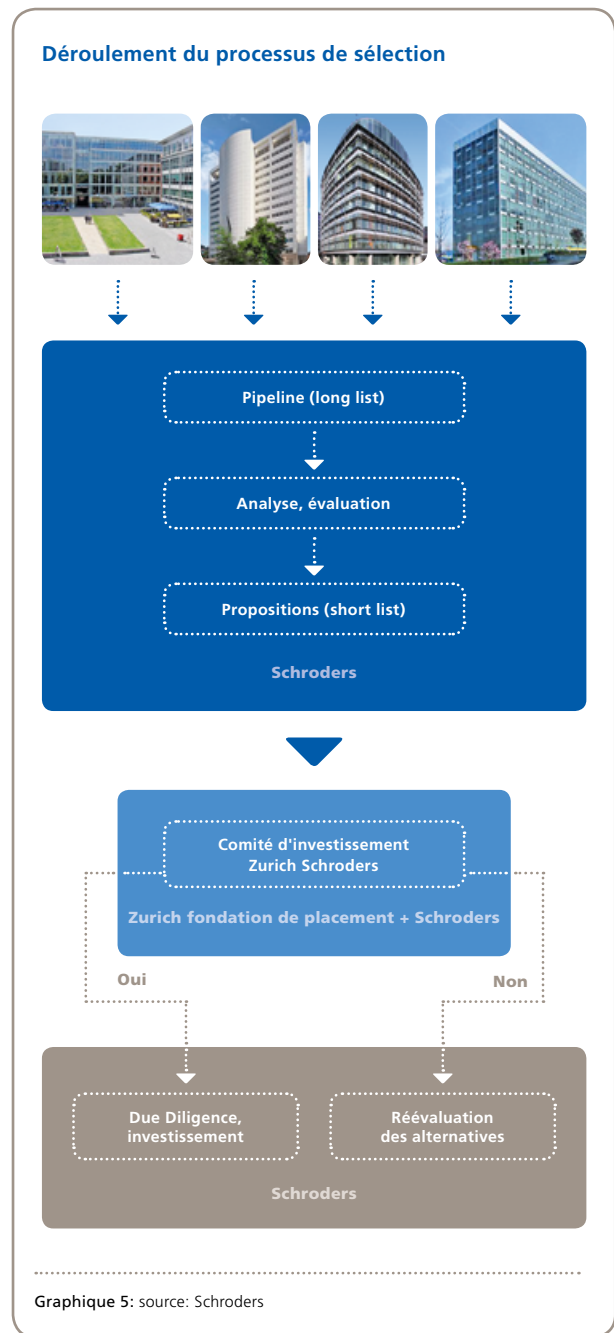 Déroulement du processus de sélection
Pipeline (long list)
Analyse, évaluation
Propositions (short list)
Schroders
Comité d'investissement
Zurich Schroders
Zurich fondation de placement + Schroders
Oui
Non
Due Diligence,
investissement
Réévaluation
des alternatives
Schroders
Graphique 5: source: Schroders